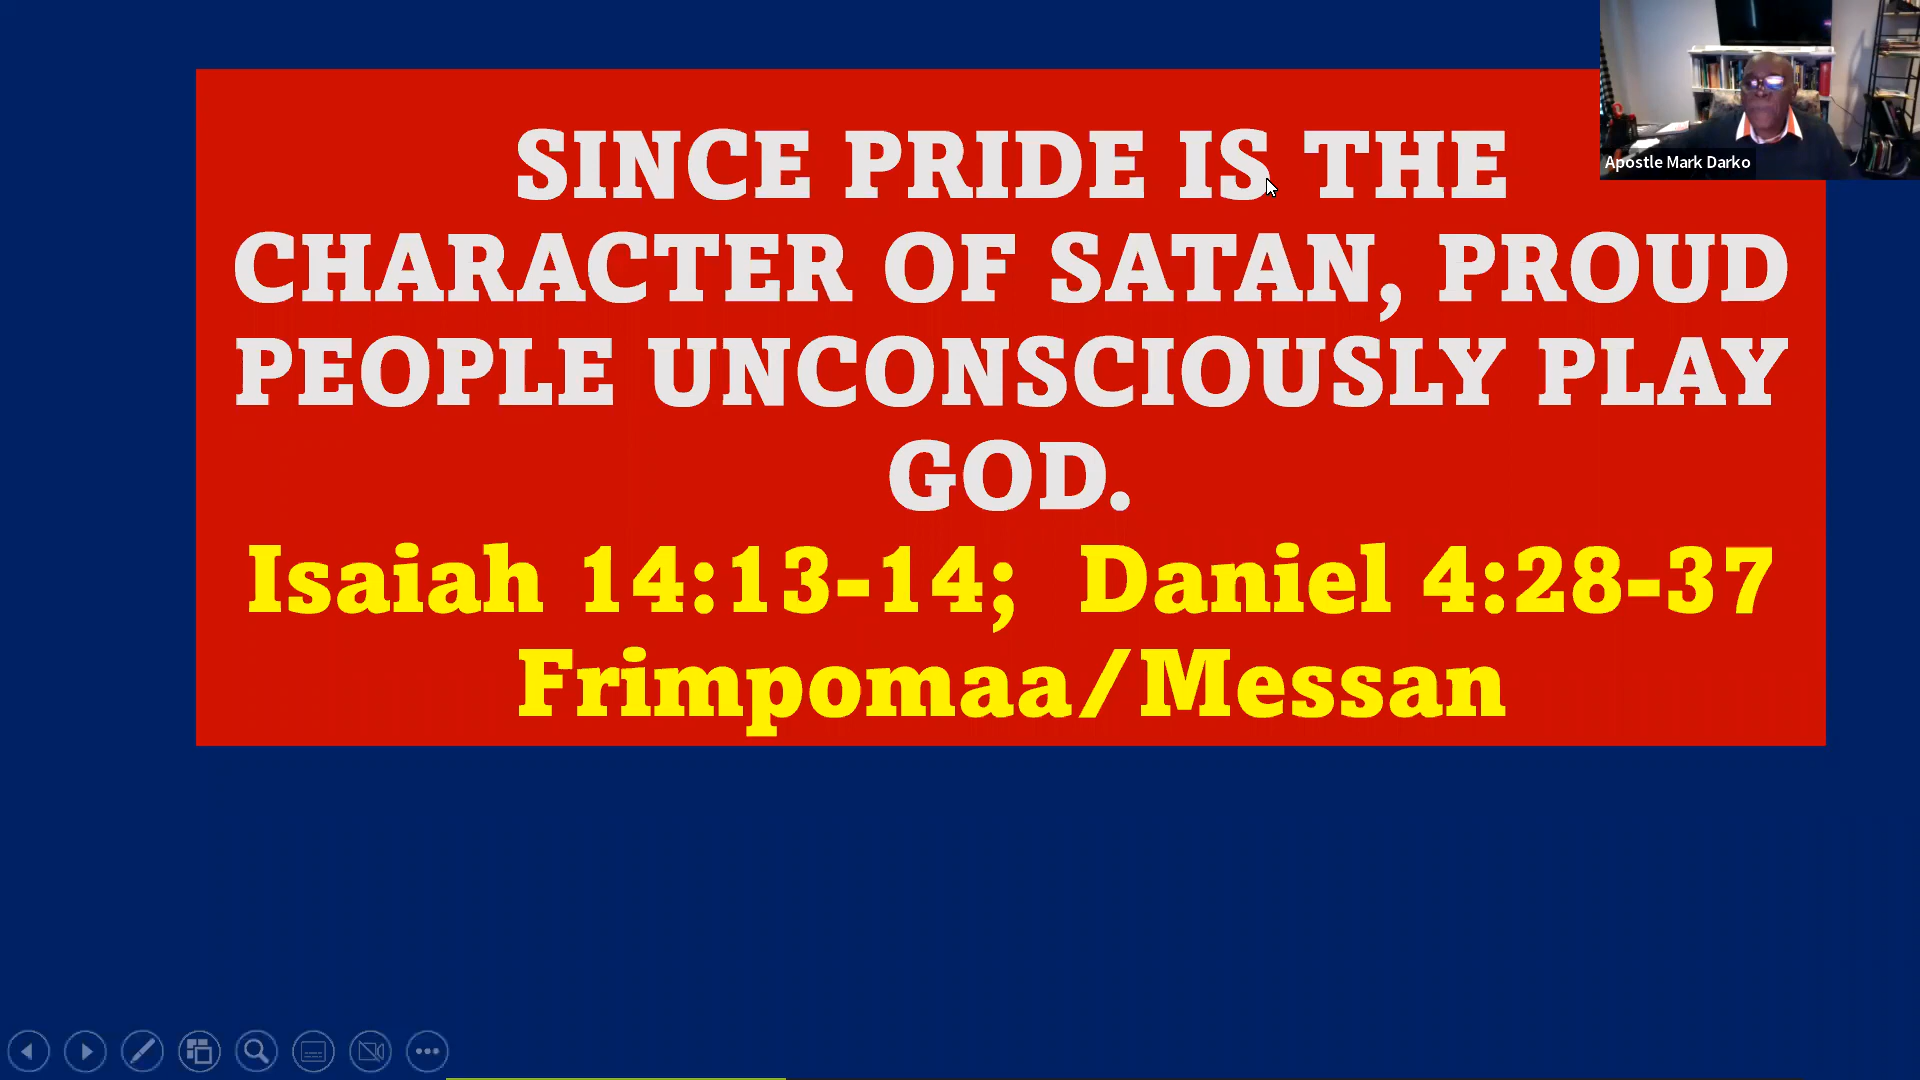 SINCE PRIDE IS THE
CHARACTER OF SATAN, PROUD
PEOPLE UNCONSCIOUSLY PLAY
GOD.
Isaiah 14:13-14;  Daniel 4:28-37
Frimpomaa/Messan
Apostle Mark Darko